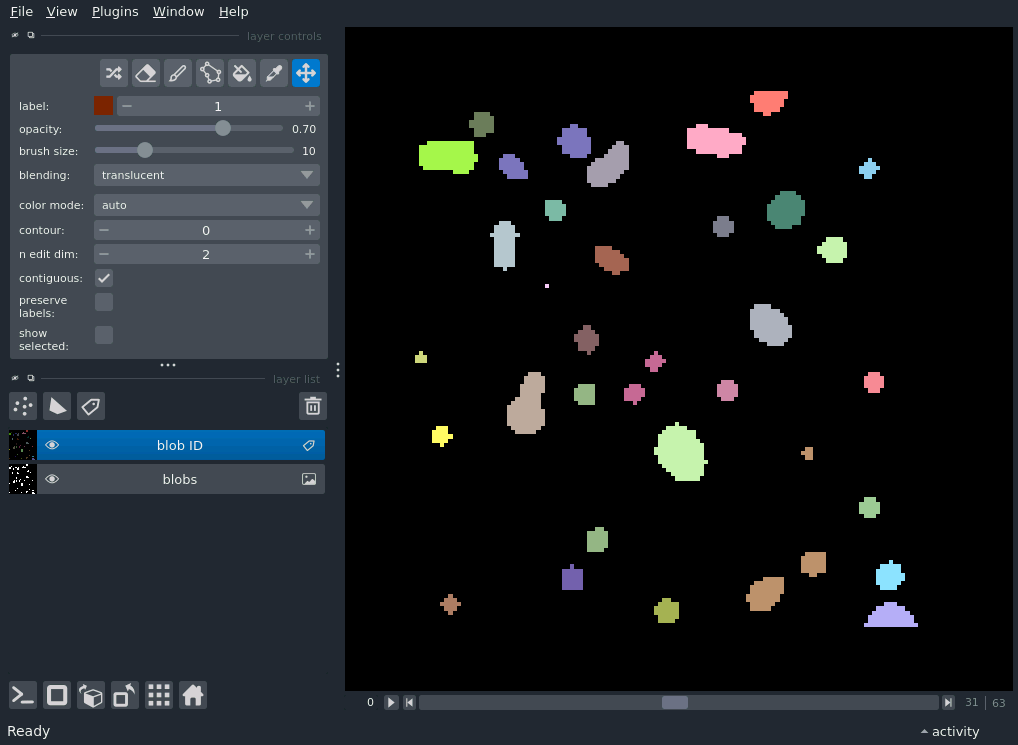 File View Plugins Window Help
layer controls
label: 1
opacity: 0.70
brush size: 10
blending: translucent
color mode: auto
contour: 0
n edit dim: 2
contiguous:
preserve
labels:
show
selected:
layer list
blob ID
blobs
0 31 | 63
Ready activity